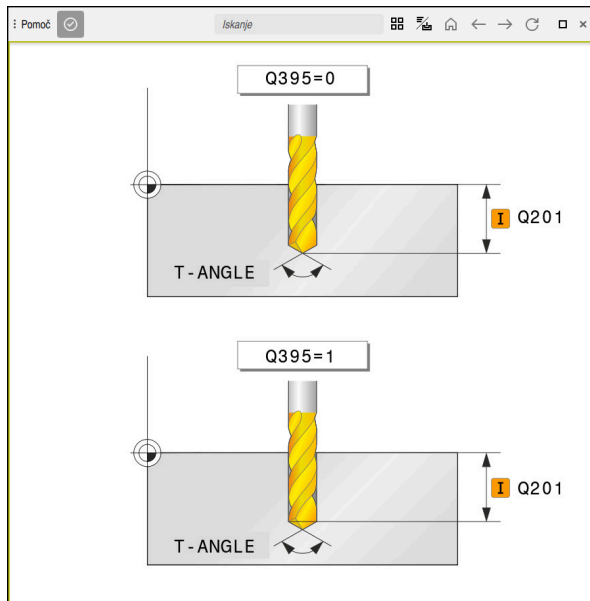 Pomoč
Iskanje
Q395=0
I Q201
T-ANGLE
Q395=1
I Q201
T-ANGLE